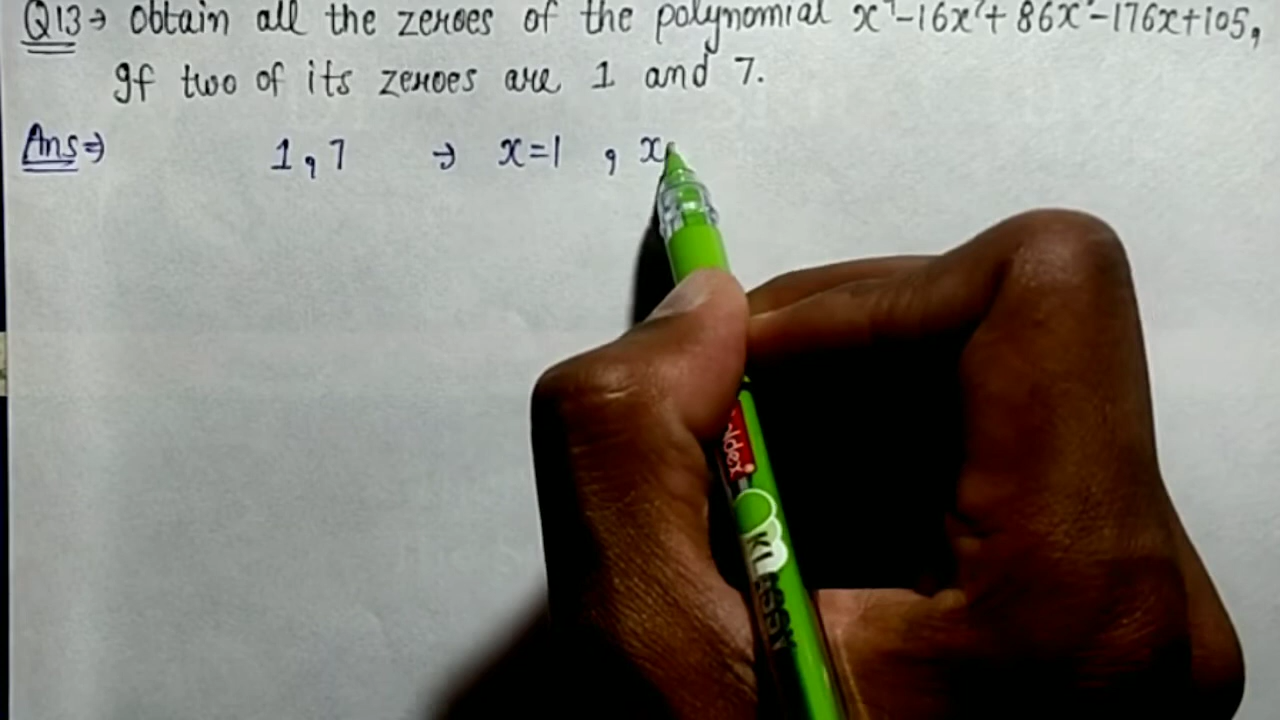 Q13→ Obtain all the zeroes of the polynomial x⁴-16x³+86x²-176x+105,
If two of its zeroes are 1 and 7.
Ans⇒ 1,7 → x=1 , x
KLASSY